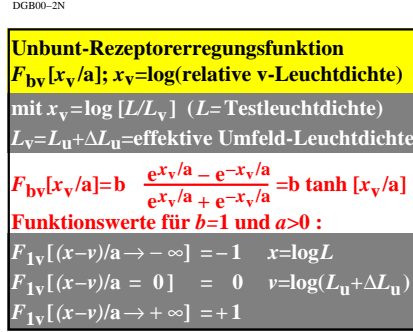 DGB00−2N
Unbunt-Rezeptorerregungsfunktion
F_bv[x_v/a]; x_v=log(relative v-Leuchtdichte)
mit x_v=log [L/L_v] (L=Testleuchtdichte)
L_v=L_u+ΔL_u=effektive Umfeld-Leuchtdichte
F_bv[x_v/a]=b (e^{x_v/a} − e^{−x_v/a})/(e^{x_v/a} + e^{−x_v/a}) =b tanh [x_v/a]
Funktionswerte für b=1 und a>0 :
F_1v[(x−v)/a → − ∞] = −1 x=logL
F_1v[(x−v)/a = 0] = 0 v=log(L_u+ΔL_u)
F_1v[(x−v)/a → + ∞] = +1